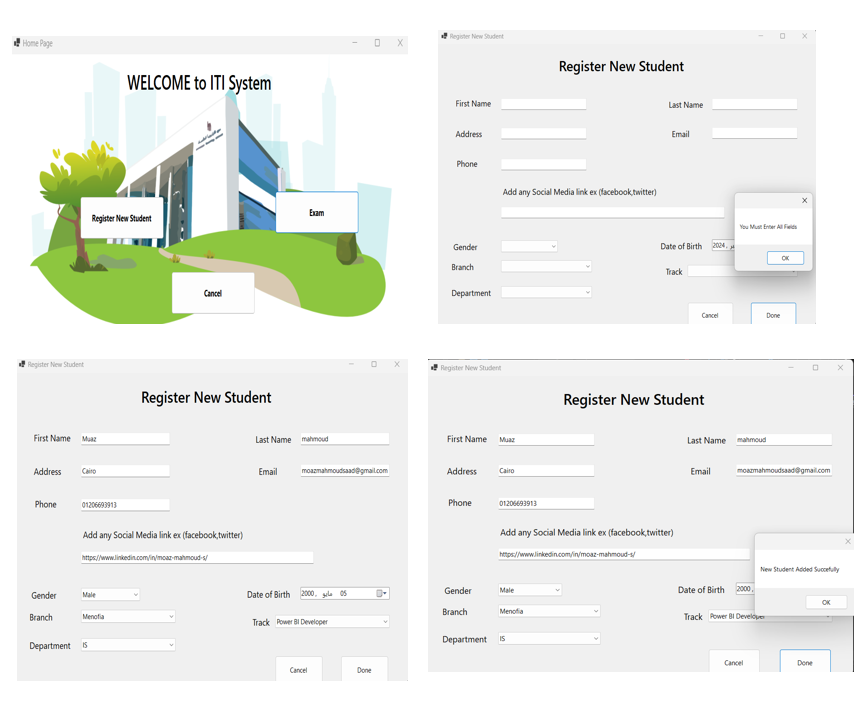 Home Page
WELCOME to ITI System
Register New Student
Exam
Cancel
Register New Student
Register New Student
First Name
Last Name
Address
Email
Phone
Add any Social Media link ex (facebook,twitter)
You Must Enter All Fields
OK
Gender
Date of Birth
2024,
Branch
Track
Department
Cancel
Done
Register New Student
Register New Student
First Name Muaz
Last Name mahmoud
Address Cairo
Email moazmahmoudsaad@gmail.com
Phone 01206693913
Add any Social Media link ex (facebook,twitter)
https://www.linkedin.com/in/moaz-mahmoud-s/
Gender Male
Date of Birth 2000, مايو 05
Branch Menofia
Track Power BI Developer
Department IS
Cancel
Done
Register New Student
Register New Student
First Name Muaz
Last Name mahmoud
Address Cairo
Email moazmahmoudsaad@gmail.com
Phone 01206693913
Add any Social Media link ex (facebook,twitter)
https://www.linkedin.com/in/moaz-mahmoud-s/
New Student Added Succefully
OK
Gender Male
Date of Birth 2000,
Branch Menofia
Track Power BI Developer
Department IS
Cancel
Done